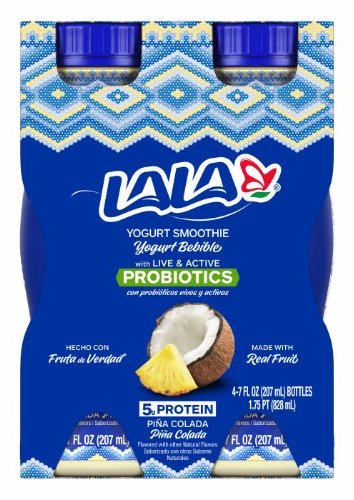 LALA®
YOGURT SMOOTHIE
Yogurt Bebible
with LIVE & ACTIVE
PROBIOTICS
con probióticos vivos y activos
HECHO CON
Fruta de Verdad
MADE WITH
Real Fruit
4-7 FL OZ (207 mL) BOTTLES
1.75 PT (828 mL)
5g PROTEIN
PIÑA COLADA
Piña Colada
Flavored with other Natural Flavors
Saborizado con otros Sabores
Naturales
FL OZ (207 mL)
FL OZ (207 mL)